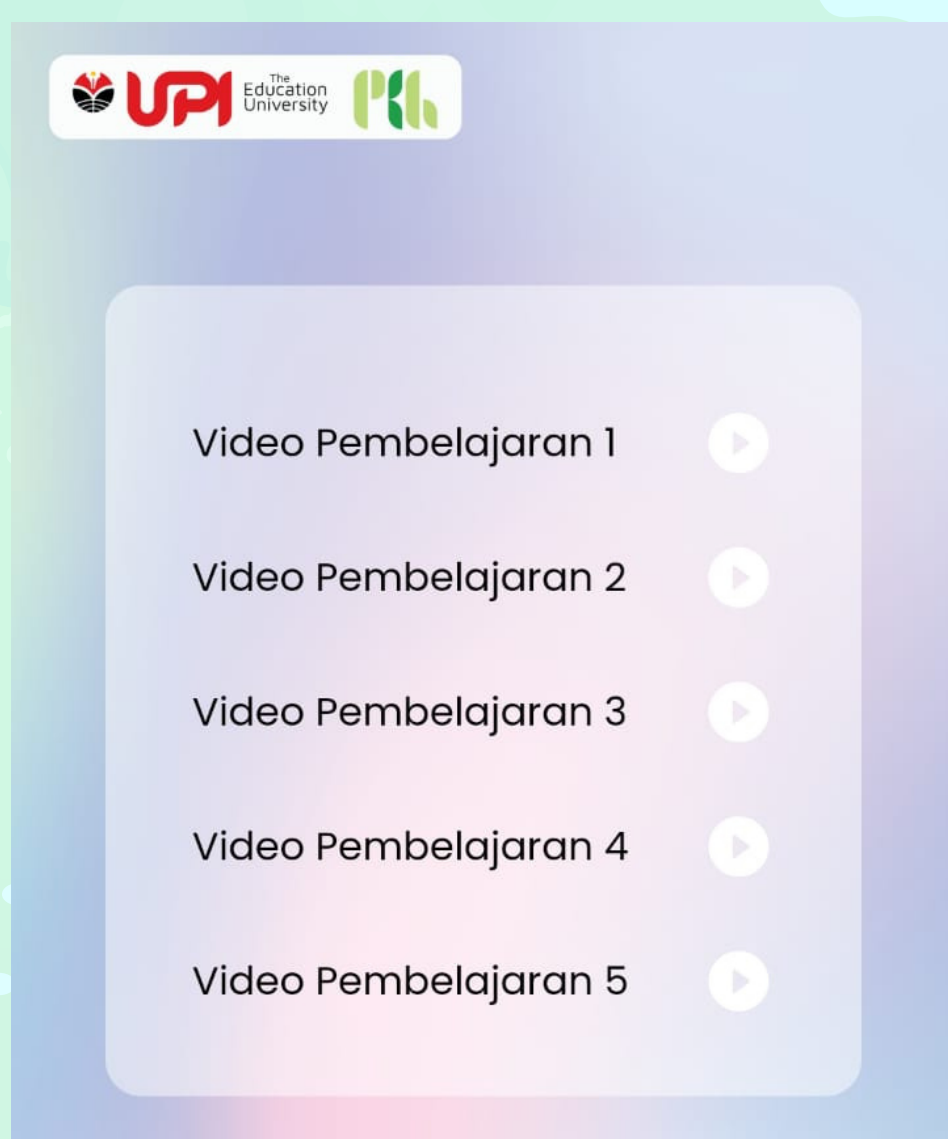 UPI
The
Education
University
PKh
Video Pembelajaran 1
Video Pembelajaran 2
Video Pembelajaran 3
Video Pembelajaran 4
Video Pembelajaran 5